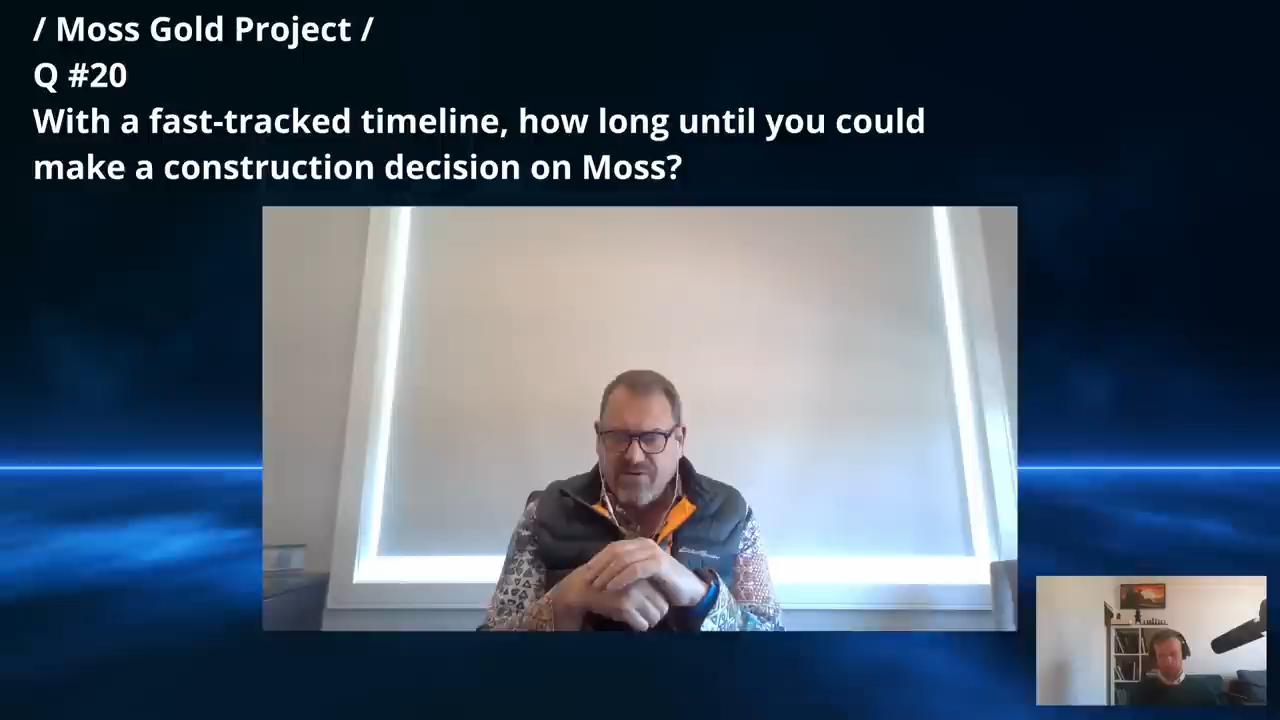 / Moss Gold Project /
Q #20
With a fast-tracked timeline, how long until you could
make a construction decision on Moss?